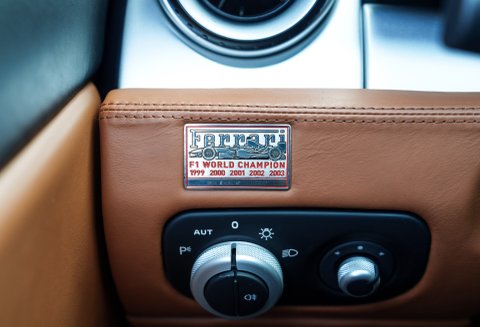 Ferrari
F1 WORLD CHAMPION
1999 2000 2001 2002 2003
AUT 0
P